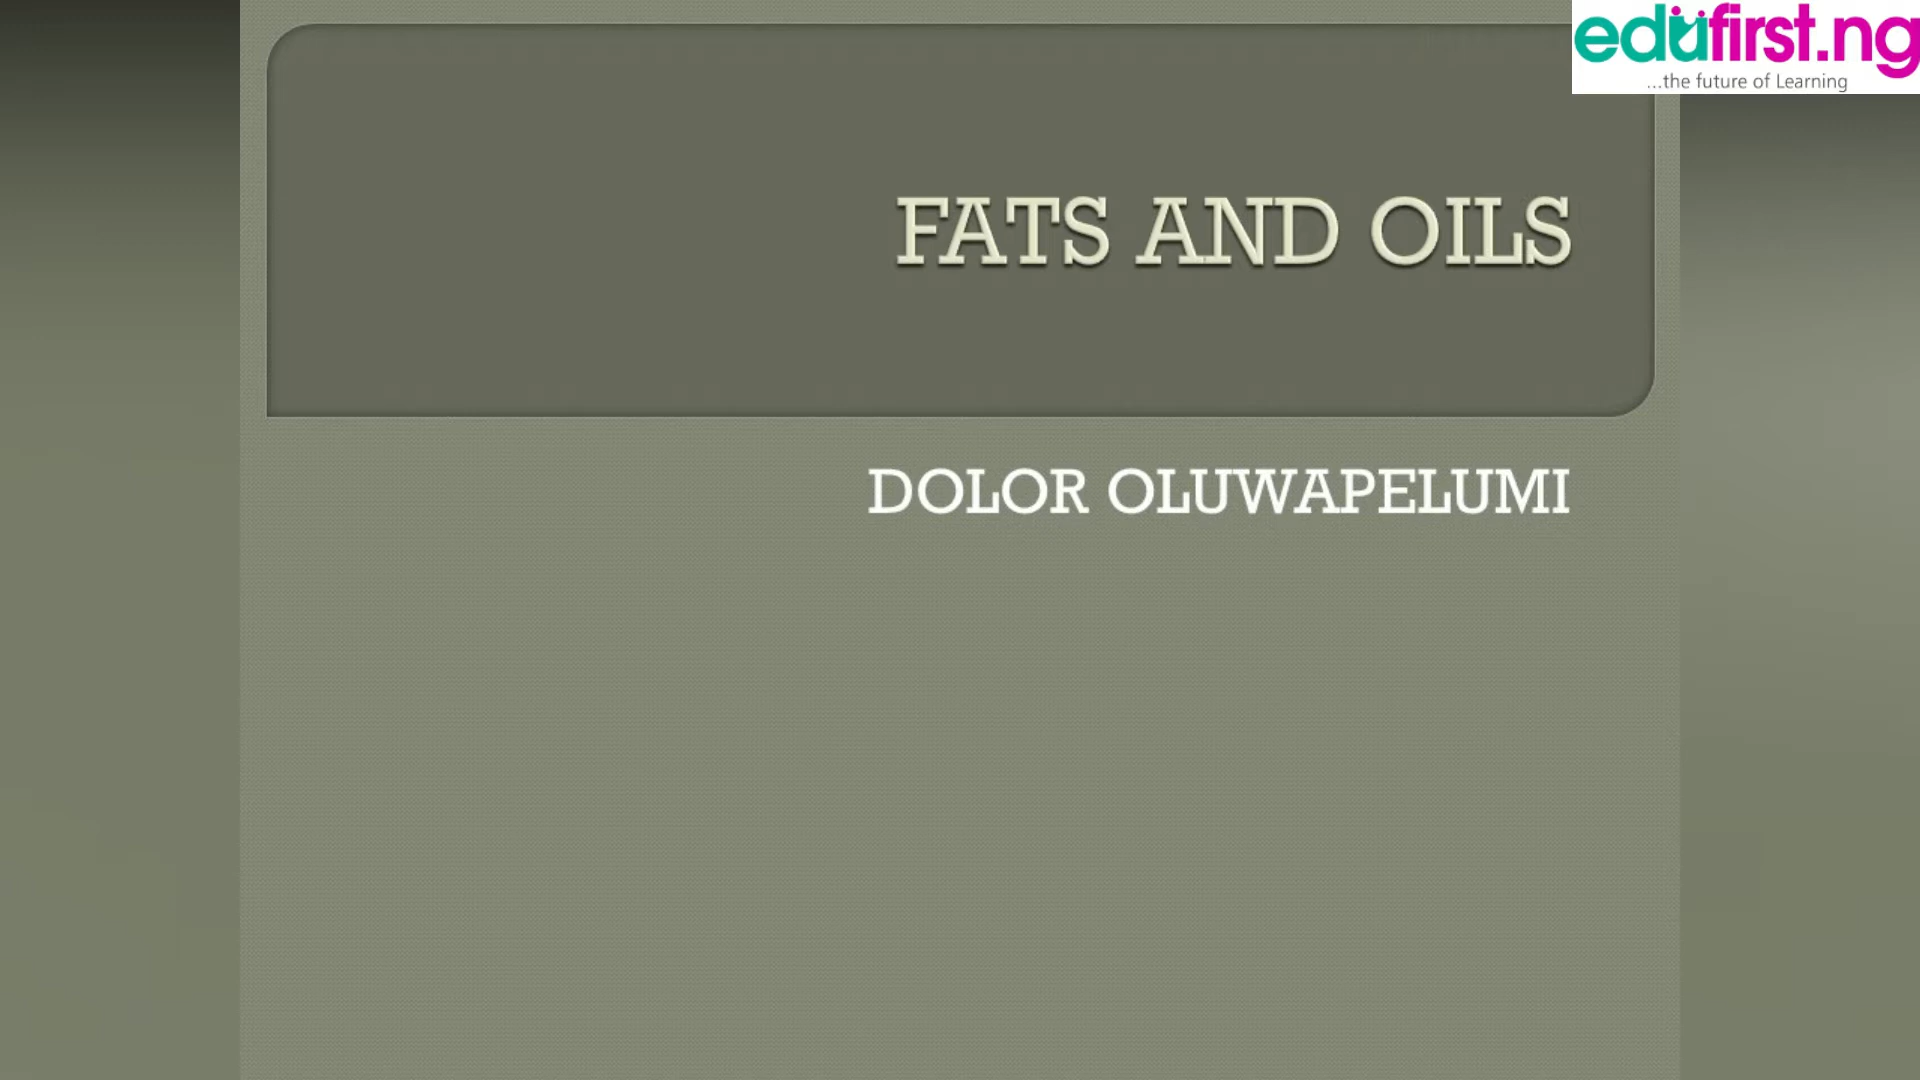 edufirst.ng
...the future of Learning
FATS AND OILS
DOLOR OLUWAPELUMI